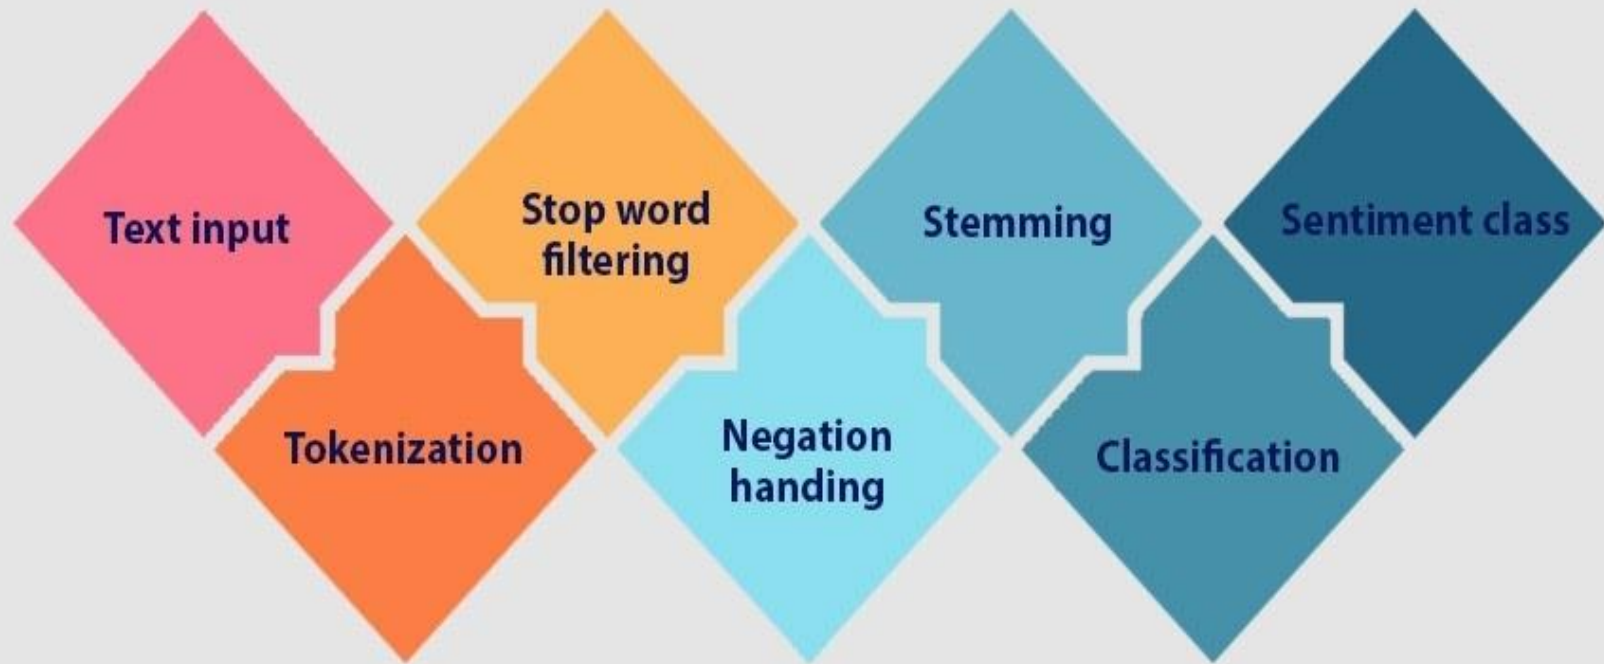 Text input
Tokenization
Stop word
filtering
Negation
handing
Stemming
Classification
Sentiment class